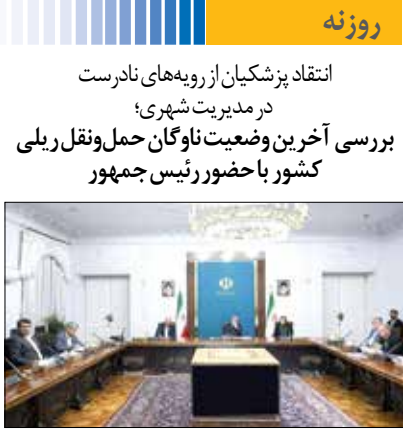 روزنه
انتقاد پزشکیان از رویه‌های نادرست
در مدیریت شهری؛
بررسی آخرین وضعیت ناوگان حمل‌ونقل ریلی
کشور با حضور رئیس جمهور